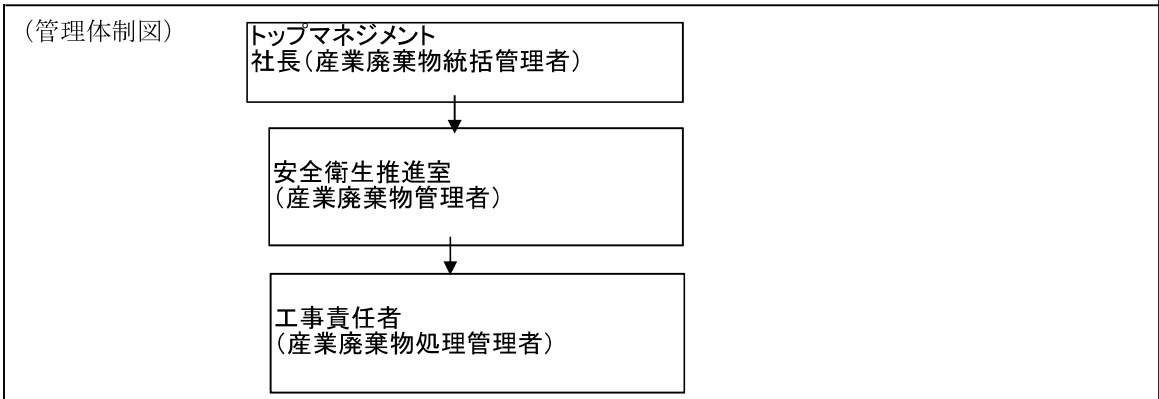 （管理体制図）
トップマネジメント
社長（産業廃棄物統括管理者）
安全衛生推進室
（産業廃棄物管理者）
工事責任者
（産業廃棄物処理管理者）